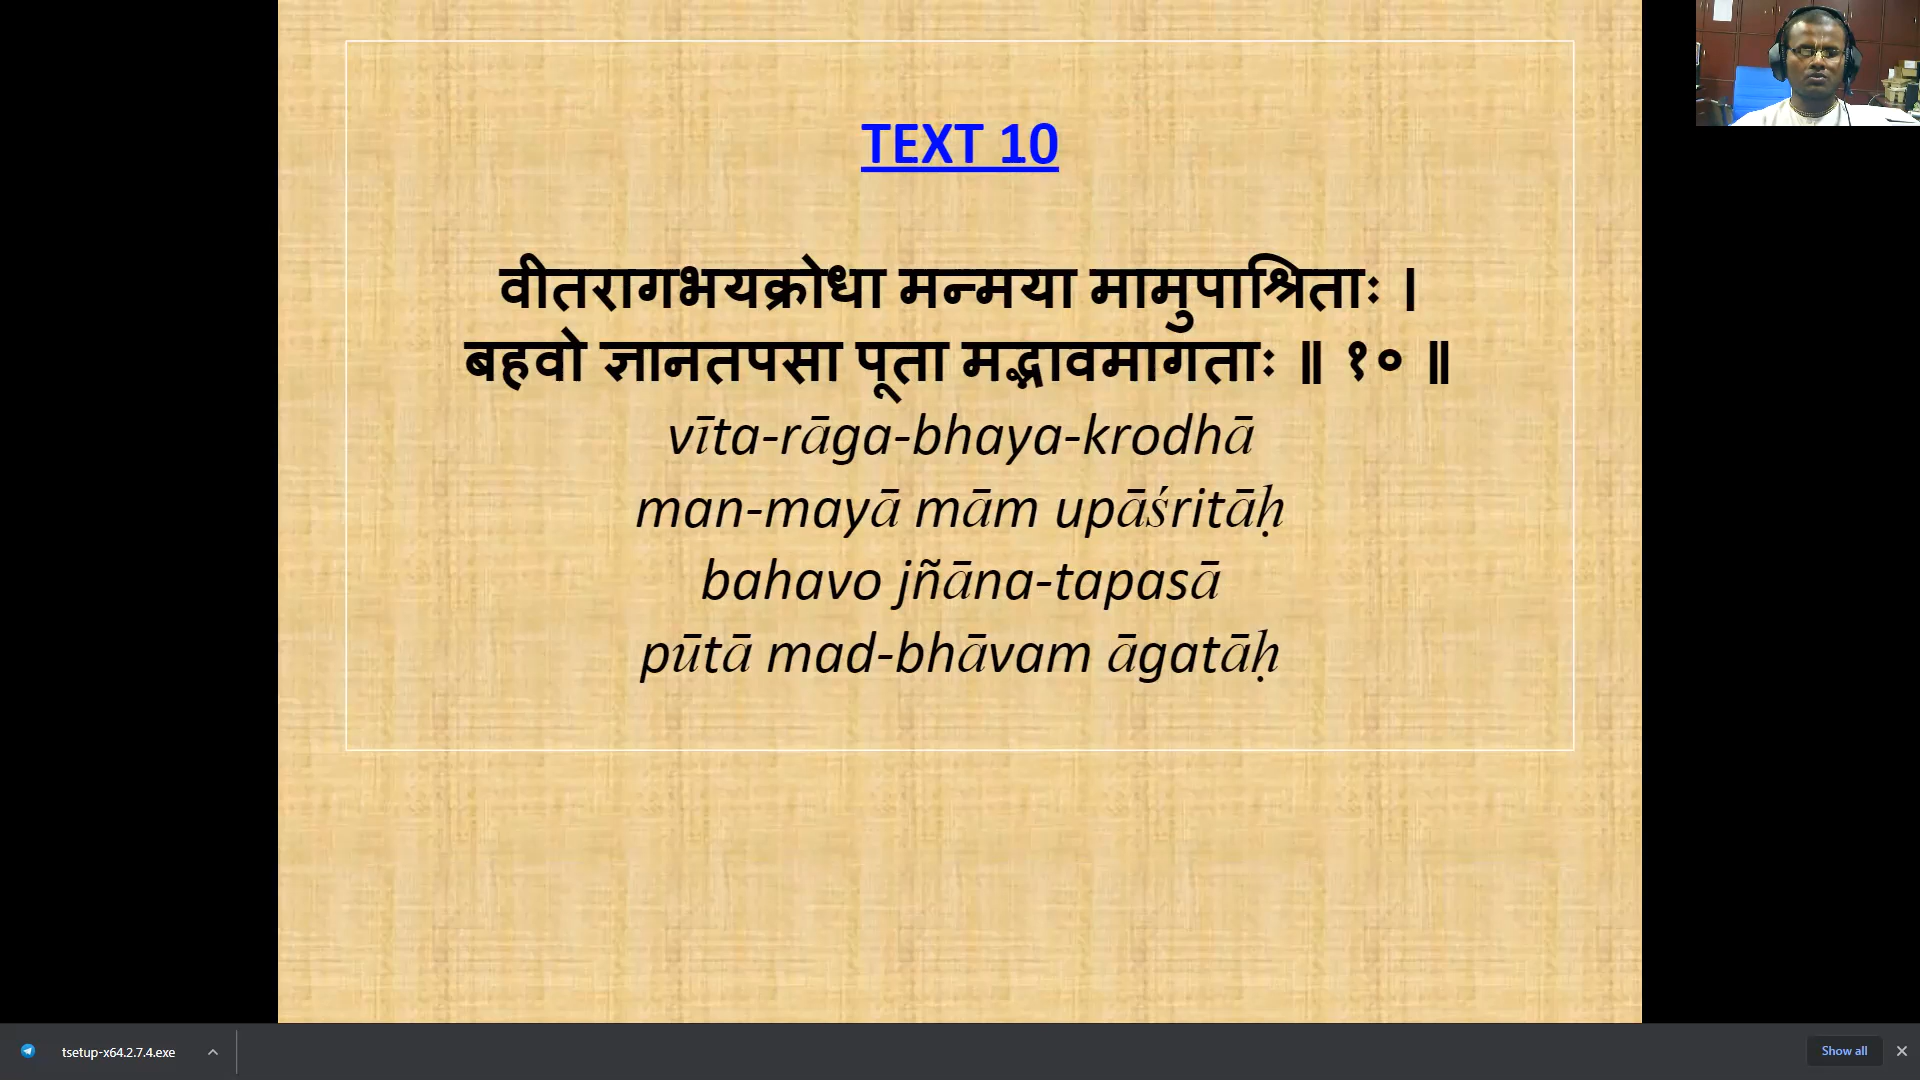 TEXT 10
वीतरागभयक्रोधा मन्मया मामुपाश्रिताः ।
बहवो ज्ञानतपसा पूता मद्भावमागताः ॥ १० ॥
vīta-rāga-bhaya-krodhā
man-mayā mām upāśritāḥ
bahavo jñāna-tapasā
pūtā mad-bhāvam āgatāḥ
tsetup-x64.2.7.4.exe
Show all